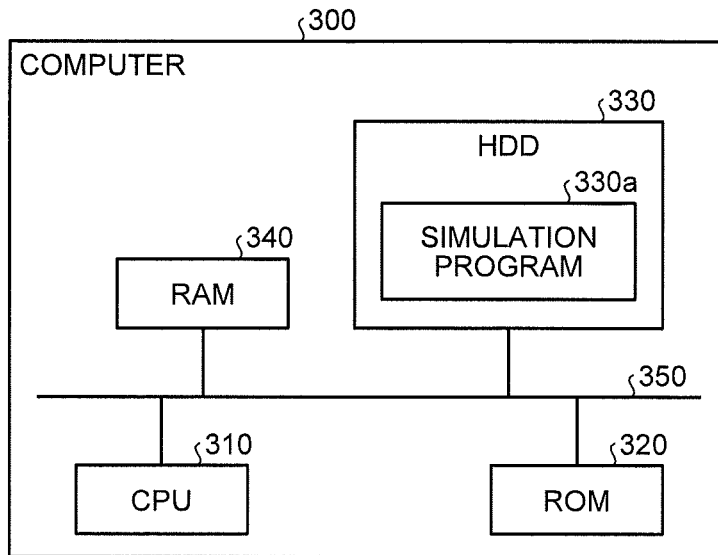 300
COMPUTER
330
HDD
330a
SIMULATION
PROGRAM
340
RAM
350
310
CPU
320
ROM